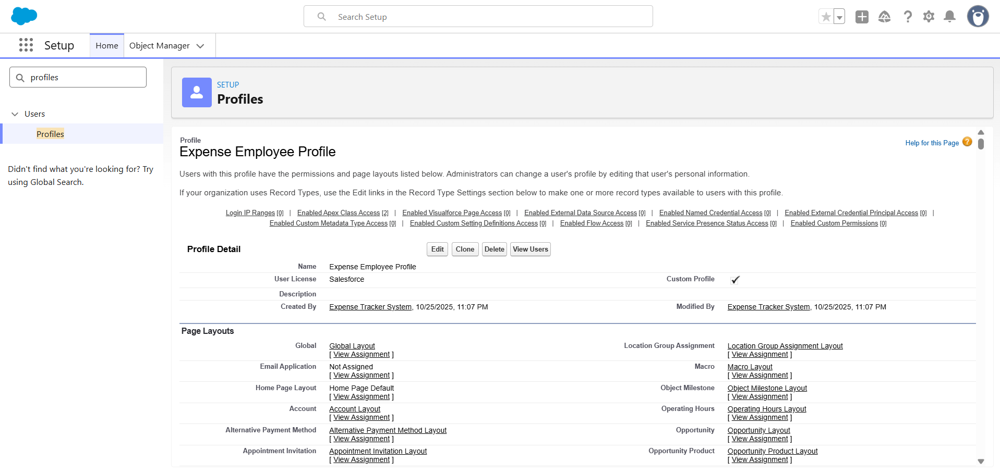 Search Setup
Setup
Home
Object Manager
profiles
Users
Profiles
Didn't find what you're looking for? Try
using Global Search.
SETUP
Profiles
Profile
Expense Employee Profile
Help for this Page ?
Users with this profile have the permissions and page layouts listed below. Administrators can change a user's profile by editing that user's personal information.
If your organization uses Record Types, use the Edit links in the Record Type Settings section below to make one or more record types available to users with this profile.
Login IP Ranges [0] | Enabled Apex Class Access [2] | Enabled Visualforce Page Access [0] | Enabled External Data Source Access [0] | Enabled Named Credential Access [0] | Enabled External Credential Principal Access [0] |
Enabled Custom Metadata Type Access [0] | Enabled Custom Setting Definitions Access [0] | Enabled Flow Access [0] | Enabled Service Presence Status Access [0] | Enabled Custom Permissions [0]
Profile Detail Edit Clone Delete View Users
Name Expense Employee Profile
User License Salesforce Custom Profile
Description
Created By Expense Tracker System, 10/25/2025, 11:07 PM Modified By Expense Tracker System, 10/25/2025, 11:07 PM
Page Layouts
Global Global Layout Location Group Assignment Location Group Assignment Layout
[ View Assignment ] [ View Assignment ]
Email Application Not Assigned Macro Macro Layout
[ View Assignment ] [ View Assignment ]
Home Page Layout Home Page Default Object Milestone Object Milestone Layout
[ View Assignment ] [ View Assignment ]
Account Account Layout Operating Hours Operating Hours Layout
[ View Assignment ] [ View Assignment ]
Alternative Payment Method Alternative Payment Method Layout Opportunity Opportunity Layout
[ View Assignment ] [ View Assignment ]
Appointment Invitation Appointment Invitation Layout Opportunity Product Opportunity Product Layout
[ View Assignment ] [ View Assignment ]